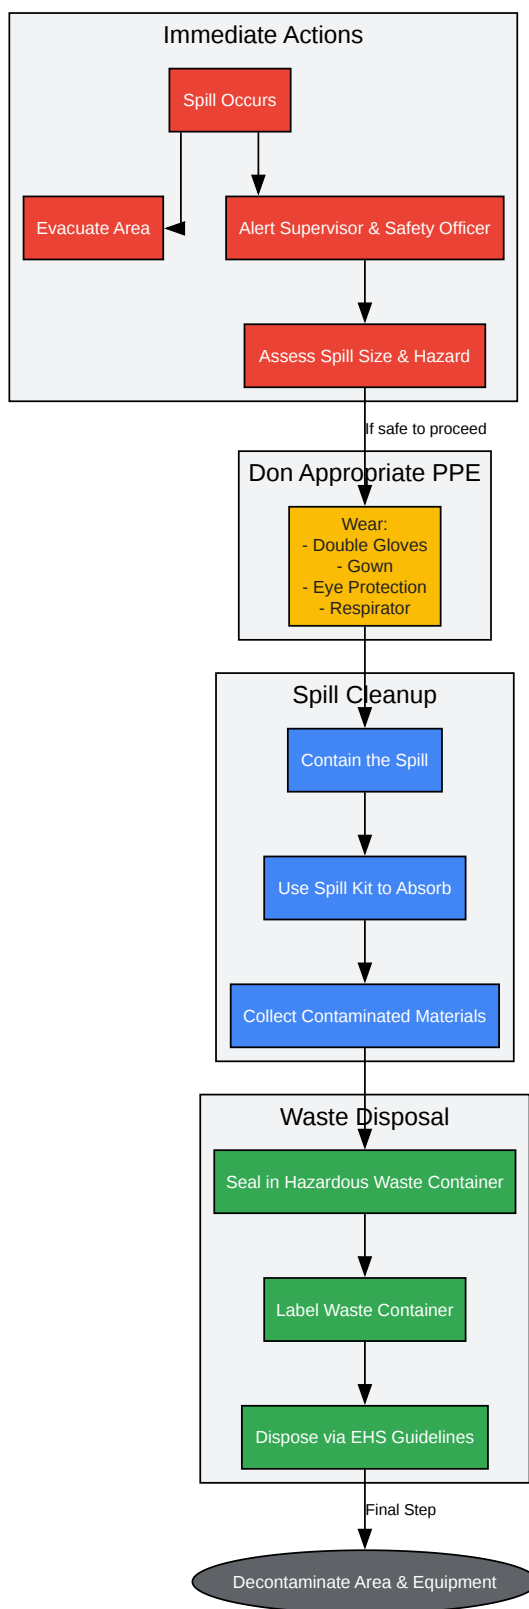 Immediate Actions
Spill Occurs
Evacuate Area
Alert Supervisor & Safety Officer
Assess Spill Size & Hazard
If safe to proceed
Don Appropriate PPE
Wear:
- Double Gloves
- Gown
- Eye Protection
- Respirator
Spill Cleanup
Contain the Spill
Use Spill Kit to Absorb
Collect Contaminated Materials
Waste Disposal
Seal in Hazardous Waste Container
Label Waste Container
Dispose via EHS Guidelines
Final Step
Decontaminate Area & Equipment